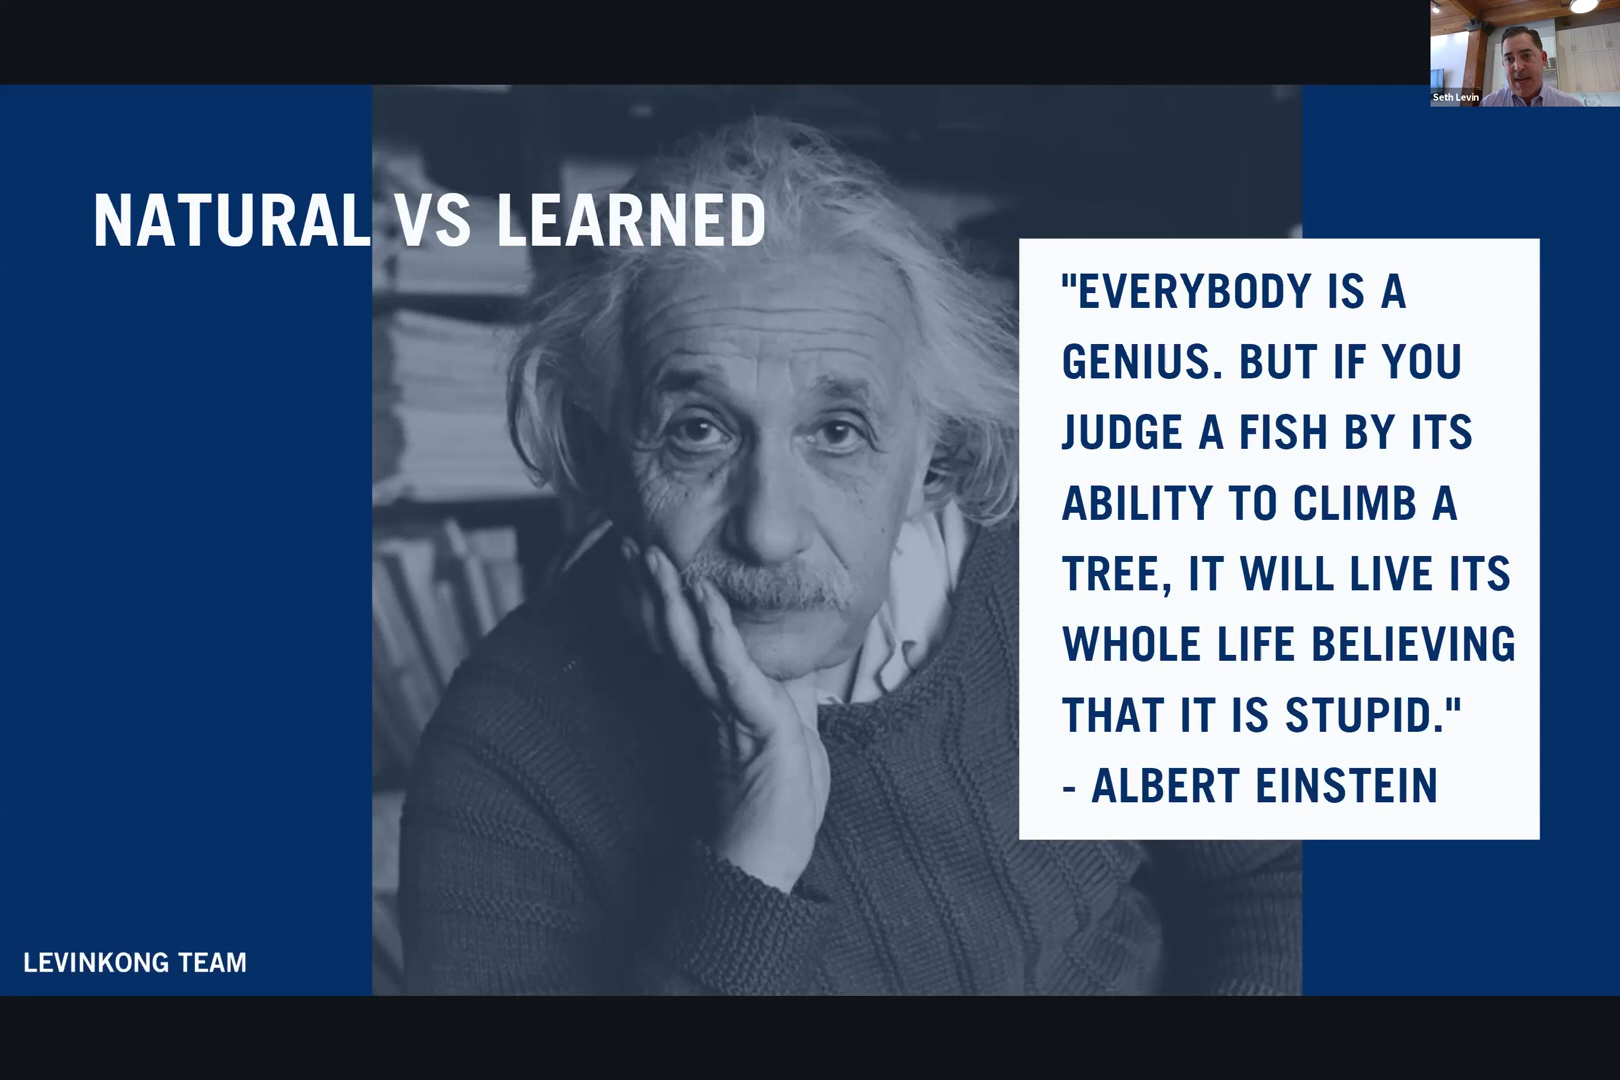 Seth Levin
NATURAL VS LEARNED
"EVERYBODY IS A
GENIUS. BUT IF YOU
JUDGE A FISH BY ITS
ABILITY TO CLIMB A
TREE, IT WILL LIVE ITS
WHOLE LIFE BELIEVING
THAT IT IS STUPID."
- ALBERT EINSTEIN
LEVINKONG TEAM